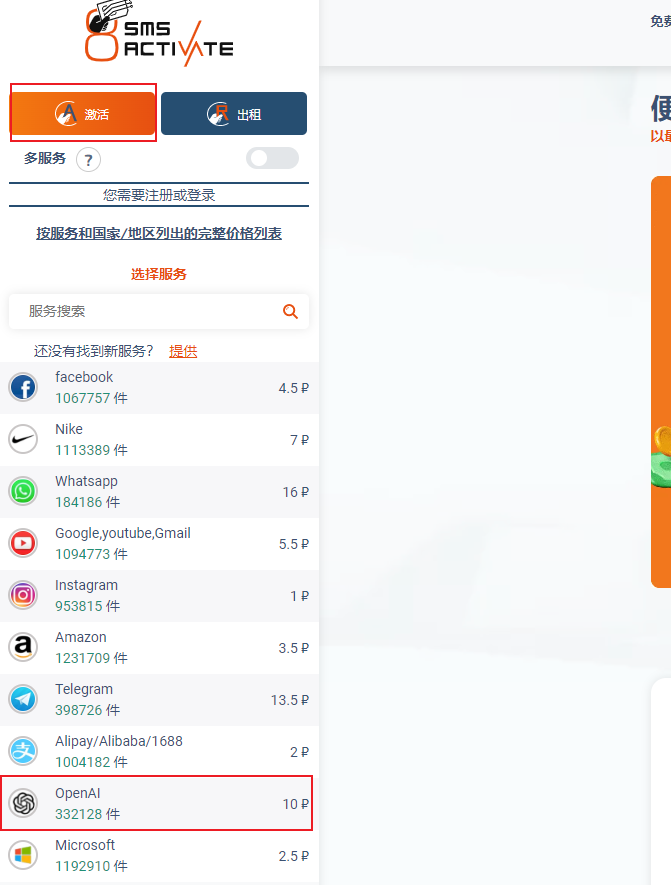 SMS
ACTIVATE
免费
激活
出租
多服务
?
便
以最
您需要注册或登录
按服务和国家/地区列出的完整价格列表
选择服务
服务搜索
还没有找到新服务? 提供
facebook
1067757 件
4.5 ₽
Nike
1113389 件
7 ₽
Whatsapp
184186 件
16 ₽
Google,youtube,Gmail
1094773 件
5.5 ₽
Instagram
953815 件
1 ₽
Amazon
1231709 件
3.5 ₽
Telegram
398726 件
13.5 ₽
Alipay/Alibaba/1688
1004182 件
2 ₽
OpenAI
332128 件
10 ₽
Microsoft
1192910 件
2.5 ₽